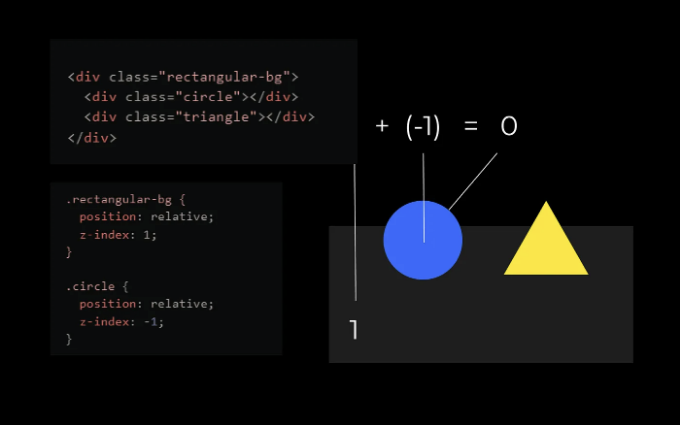 <div class="rectangular-bg">
  <div class="circle"></div>
  <div class="triangle"></div>
</div>
+ (-1) = 0
.rectangular-bg {
  position: relative;
  z-index: 1;
}
.circle {
  position: relative;
  z-index: -1;
}
1